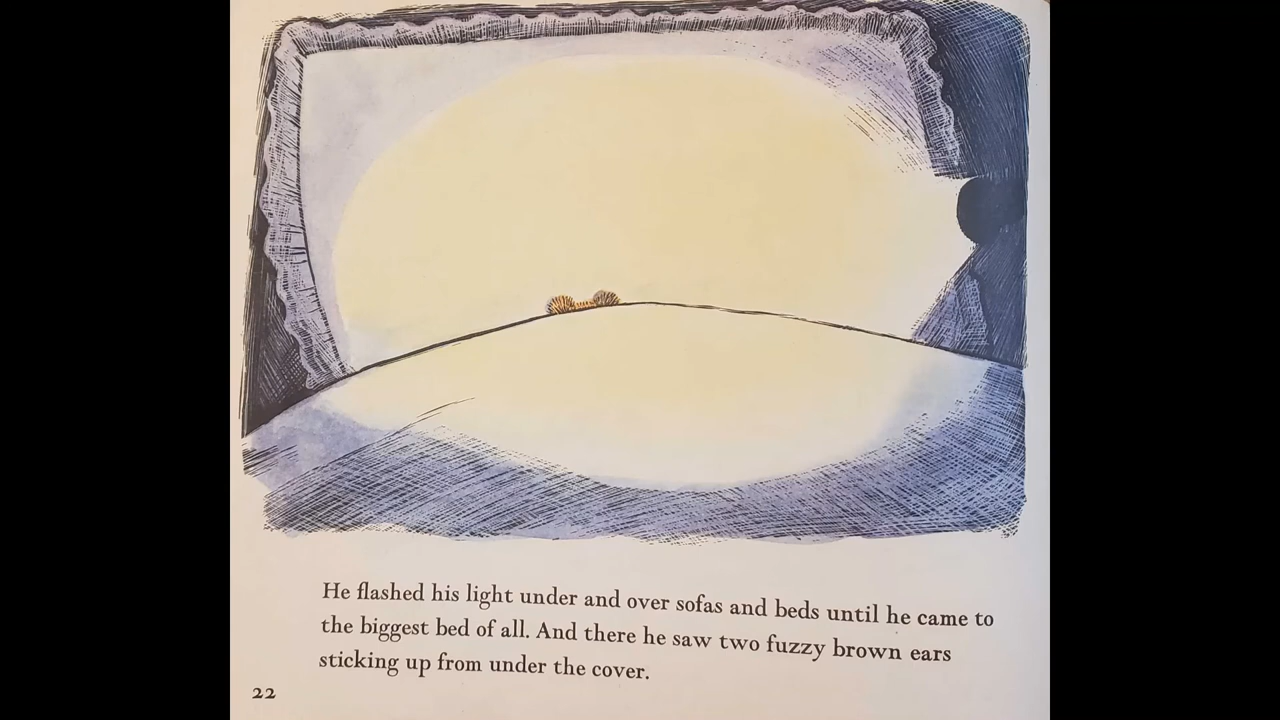 He flashed his light under and over sofas and beds until he came to
the biggest bed of all. And there he saw two fuzzy brown ears
sticking up from under the cover.
22